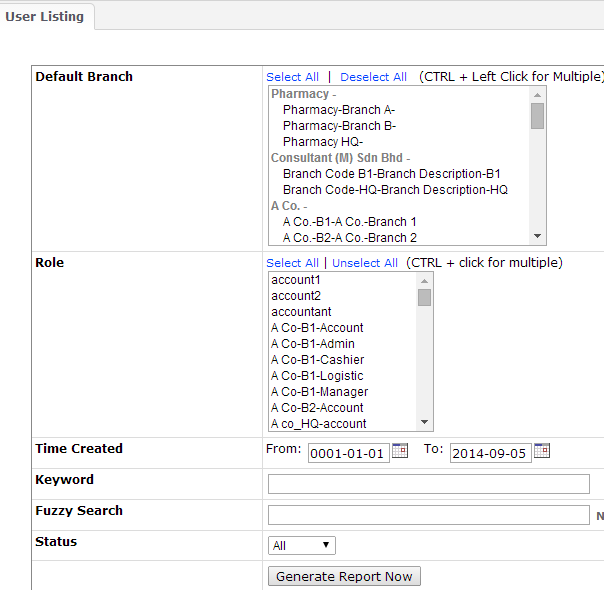 User Listing
Default Branch
Select All | Deselect All (CTRL + Left Click for Multiple)
Pharmacy -
Pharmacy-Branch A-
Pharmacy-Branch B-
Pharmacy HQ-
Consultant (M) Sdn Bhd -
Branch Code B1-Branch Description-B1
Branch Code-HQ-Branch Description-HQ
A Co. -
A Co.-B1-A Co.-Branch 1
A Co.-B2-A Co.-Branch 2
Role
Select All | Unselect All (CTRL + click for multiple)
account1
account2
accountant
A Co-B1-Account
A Co-B1-Admin
A Co-B1-Cashier
A Co-B1-Logistic
A Co-B1-Manager
A Co-B2-Account
A co_HQ-account
Time Created From: 0001-01-01 To: 2014-09-05
Keyword
Fuzzy Search N
Status All
Generate Report Now